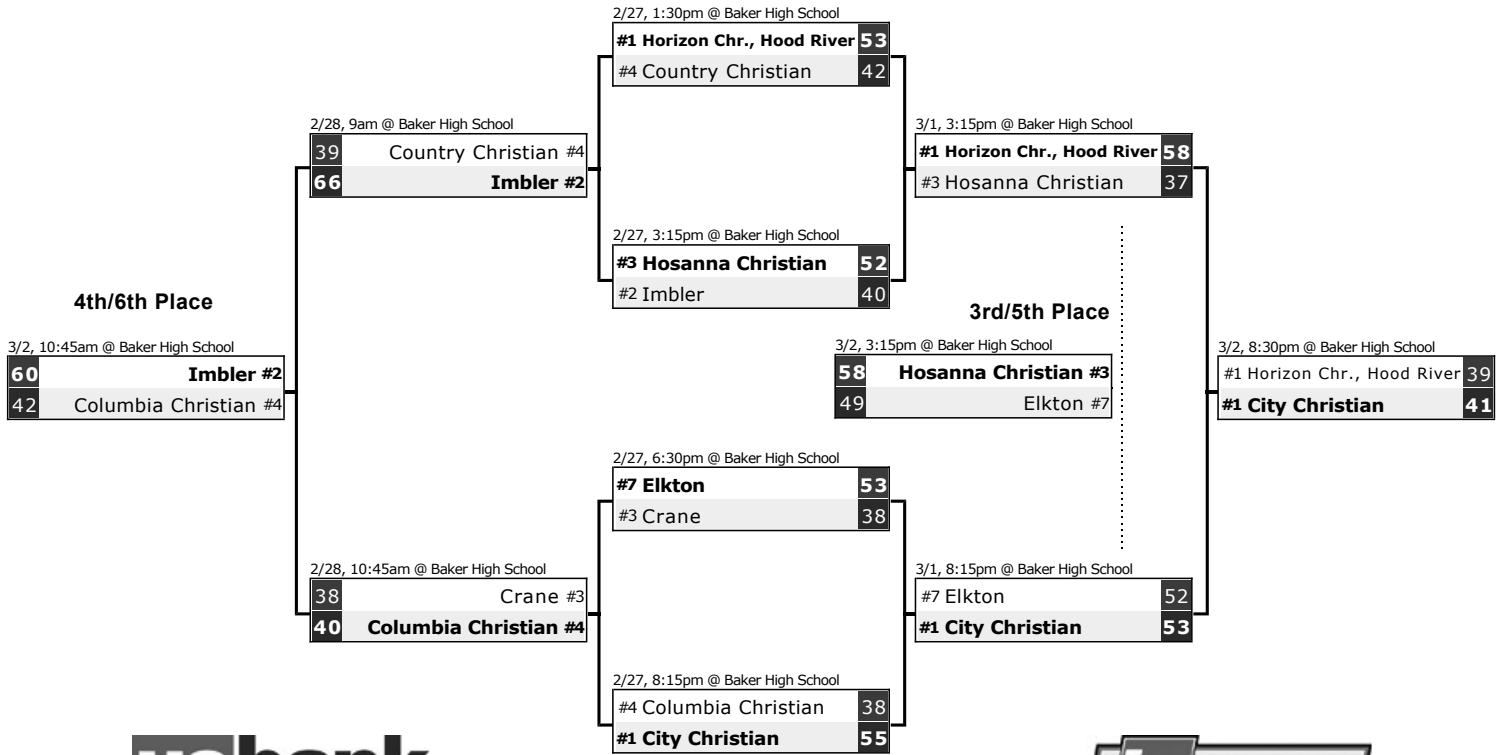 2/27, 1:30pm @ Baker High School
#1 Horizon Chr., Hood River 53
#4 Country Christian 42
2/28, 9am @ Baker High School
39 Country Christian #4
66 Imbler #2
3/1, 3:15pm @ Baker High School
#1 Horizon Chr., Hood River 58
#3 Hosanna Christian 37
2/27, 3:15pm @ Baker High School
#3 Hosanna Christian 52
#2 Imbler 40
4th/6th Place
3/2, 10:45am @ Baker High School
60 Imbler #2
42 Columbia Christian #4
3rd/5th Place
3/2, 3:15pm @ Baker High School
58 Hosanna Christian #3
49 Elkton #7
3/2, 8:30pm @ Baker High School
#1 Horizon Chr., Hood River 39
#1 City Christian 41
2/27, 6:30pm @ Baker High School
#7 Elkton 53
#3 Crane 38
2/28, 10:45am @ Baker High School
38 Crane #3
40 Columbia Christian #4
3/1, 8:15pm @ Baker High School
#7 Elkton 52
#1 City Christian 53
2/27, 8:15pm @ Baker High School
#4 Columbia Christian 38
#1 City Christian 55